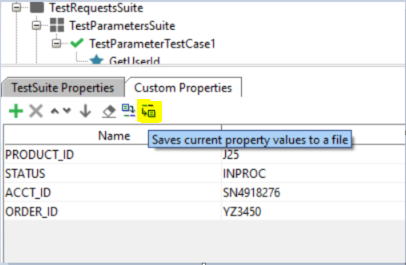 TestRequestsSuite
TestParametersSuite
TestParameterTestCase1
GetUserId
TestSuite Properties Custom Properties
Name
Saves current property values to a file
PRODUCT_ID J25
STATUS INPROC
ACCT_ID SN4918276
ORDER_ID YZ3450